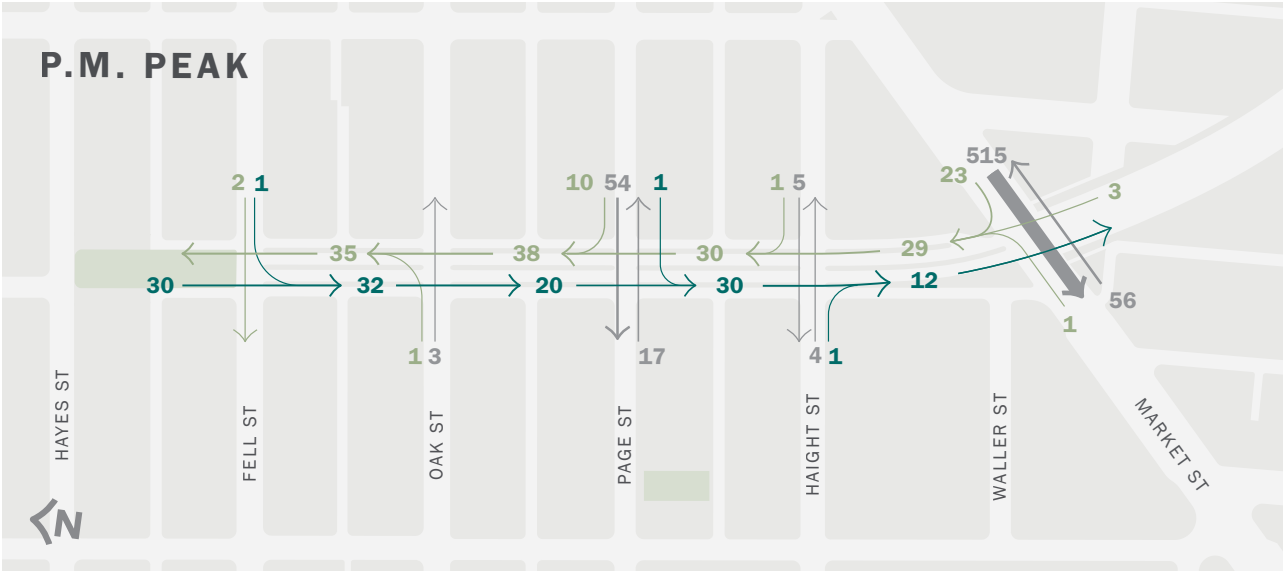 P.M. PEAK
515
2 1
10 54 1
1 5
23
3
35
38
30
29
30
32
20
30
12
56
1
1 3
17
4 1
HAYES ST
FELL ST
OAK ST
PAGE ST
HAIGHT ST
WALLER ST
MARKET ST
N